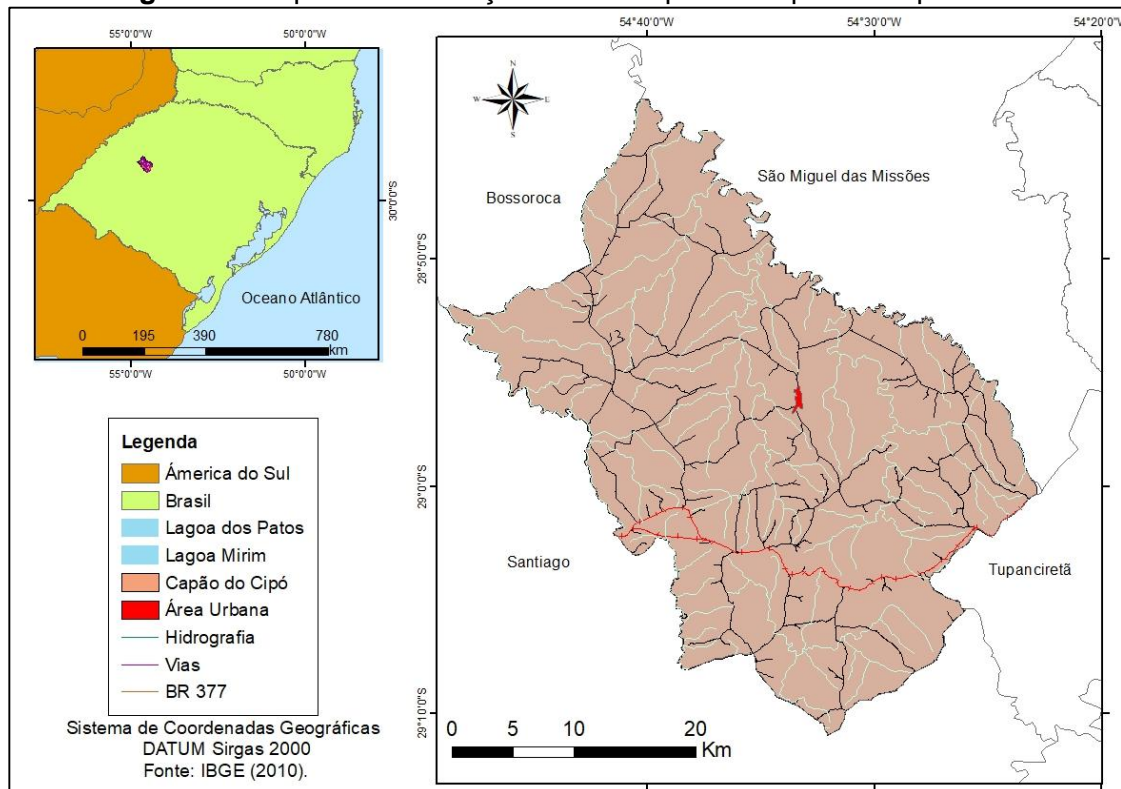 54°40'0"W 54°30'0"W 54°20'0"W
55°0'0"W 50°0'0"W
30°0'0"S
Oceano Atlântico
0 195 390 780
km
55°0'0"W 50°0'0"W
Legenda
Ámerica do Sul
Brasil
Lagoa dos Patos
Lagoa Mirim
Capão do Cipó
Área Urbana
Hidrografia
Vias
BR 377
Sistema de Coordenadas Geográficas
DATUM Sirgas 2000
Fonte: IBGE (2010).
N
W E
S
Bossoroca
São Miguel das Missões
Santiago
Tupanciretã
28°50'0"S
29°0'0"S
29°10'0"S
0 5 10 20
Km